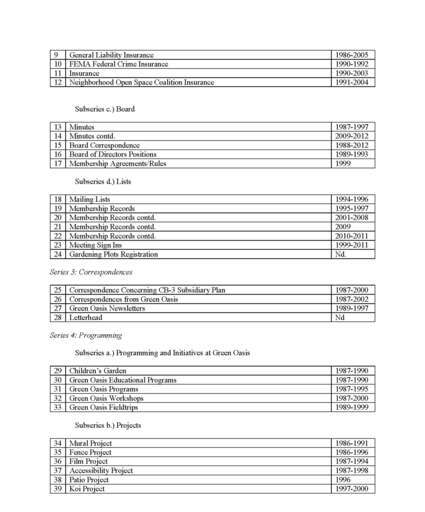 9 General Liability Insurance 1986-2005
10 FEMA Federal Crime Insurance 1990-1992
11 Insurance 1990-2003
12 Neighborhood Open Space Coalition Insurance 1991-2004
Subseries c.) Board
13 Minutes 1987-1997
14 Minutes contd. 2009-2012
15 Board Correspondence 1988-2012
16 Board of Directors Positions 1989-1993
17 Membership Agreements/Rules 1999
Subseries d.) Lists
18 Mailing Lists 1994-1996
19 Membership Records 1995-1997
20 Membership Records contd. 2001-2008
21 Membership Records contd. 2009
22 Membership Records contd. 2010-2011
23 Meeting Sign Ins 1999-2011
24 Gardening Plots Registration Nd.
Series 3: Correspondences
25 Correspondence Concerning CB-3 Subsidiary Plan 1987-2000
26 Correspondences from Green Oasis 1987-2002
27 Green Oasis Newsletters 1989-1997
28 Letterhead Nd
Series 4: Programming
Subseries a.) Programming and Initiatives at Green Oasis
29 Children's Garden 1987-1990
30 Green Oasis Educational Programs 1987-1990
31 Green Oasis Programs 1987-1995
32 Green Oasis Workshops 1987-2000
33 Green Oasis Fieldtrips 1989-1999
Subseries b.) Projects
34 Mural Project 1986-1991
35 Fence Project 1986-1996
36 Film Project 1987-1994
37 Accessibility Project 1987-1998
38 Patio Project 1996
39 Koi Project 1997-2000